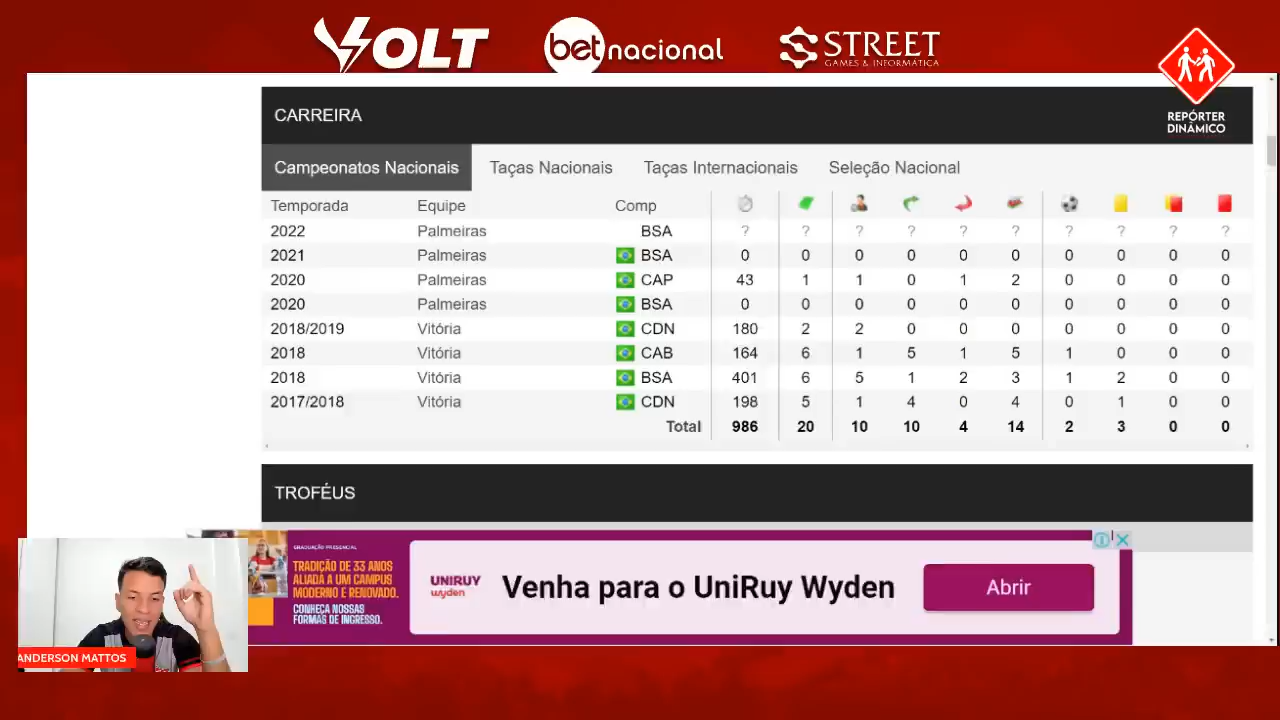 VOLT
betnacional
STREET
GAMES & INFORMÁTICA
REPÓRTER
DINÂMICO
CARREIRA
Campeonatos Nacionais Taças Nacionais Taças Internacionais Seleção Nacional
Temporada Equipe Comp
2022 Palmeiras BSA ? ? ? ? ? ? ? ? ? ?
2021 Palmeiras BSA 0 0 0 0 0 0 0 0 0 0
2020 Palmeiras CAP 43 1 1 0 1 2 0 0 0 0
2020 Palmeiras BSA 0 0 0 0 0 0 0 0 0 0
2018/2019 Vitória CDN 180 2 2 0 0 0 0 0 0 0
2018 Vitória CAB 164 6 1 5 1 5 1 0 0 0
2018 Vitória BSA 401 6 5 1 2 3 1 2 0 0
2017/2018 Vitória CDN 198 5 1 4 0 4 0 1 0 0
Total 986 20 10 10 4 14 2 3 0 0
TROFÉUS
GRADUAÇÃO PRESENCIAL
TRADIÇÃO DE 33 ANOS
ALIADA A UM CAMPUS
MODERNO E RENOVADO.
CONHEÇA NOSSAS
FORMAS DE INGRESSO.
UNIRUY
wyden
Venha para o UniRuy Wyden
Abrir
ANDERSON MATTOS